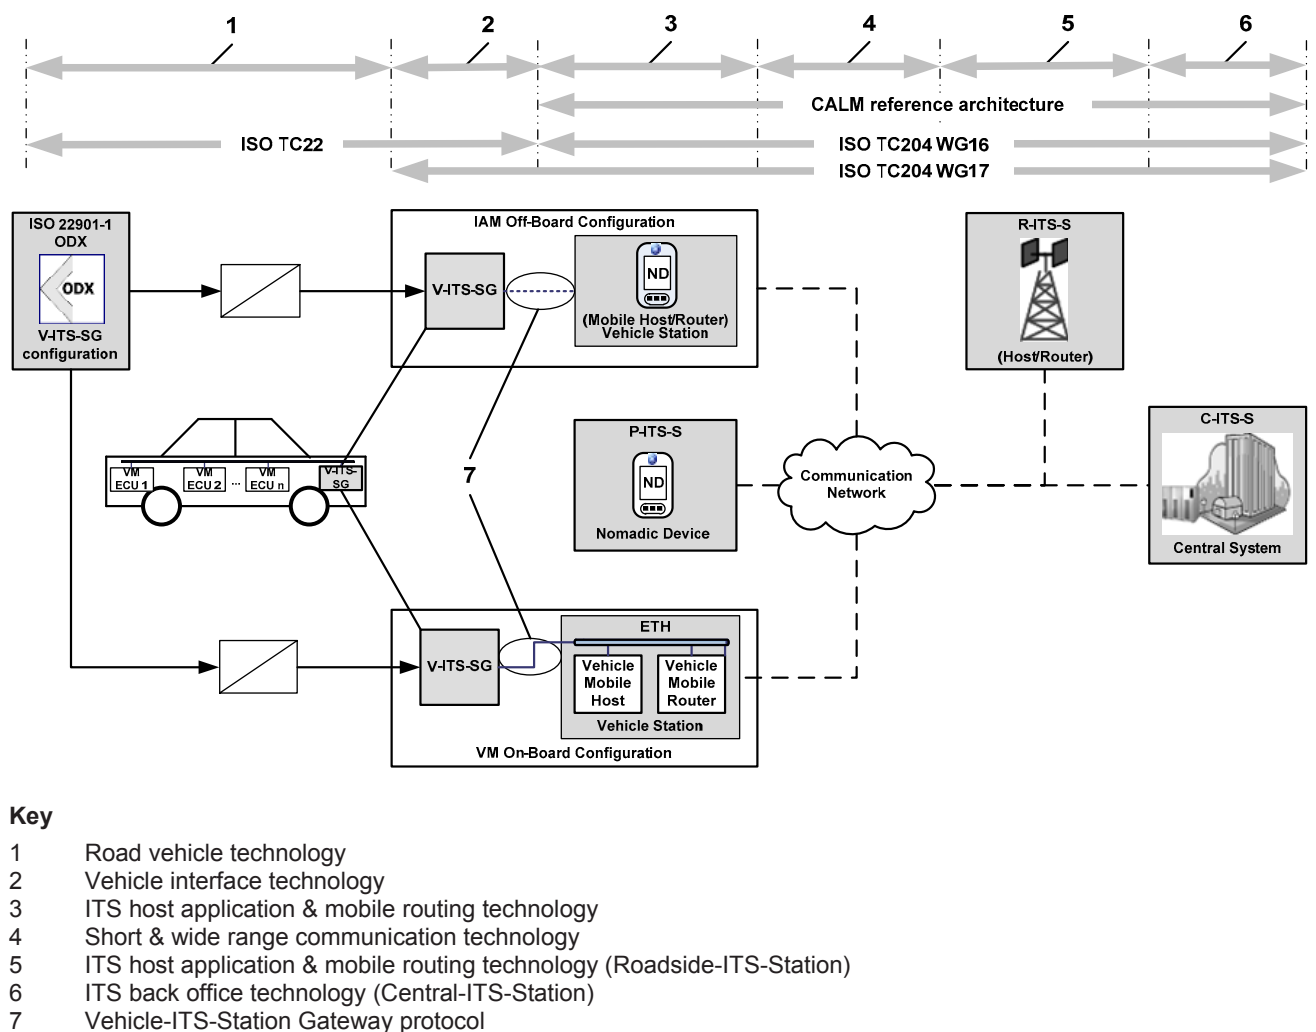 1 2 3 4 5 6
CALM reference architecture
ISO TC22
ISO TC204 WG16
ISO TC204 WG17
ISO 22901-1
ODX
ODX
V-ITS-SG
configuration
IAM Off-Board Configuration
V-ITS-SG
ND
(Mobile Host/Router)
Vehicle Station
R-ITS-S
(Host/Router)
VM
ECU 1
VM
ECU 2
...
VM
ECU n
V-ITS-
SG
7
P-ITS-S
ND
Nomadic Device
Communication
Network
C-ITS-S
Central System
V-ITS-SG
ETH
Vehicle
Mobile
Host
Vehicle
Mobile
Router
Vehicle Station
VM On-Board Configuration
Key
1 Road vehicle technology
2 Vehicle interface technology
3 ITS host application & mobile routing technology
4 Short & wide range communication technology
5 ITS host application & mobile routing technology (Roadside-ITS-Station)
6 ITS back office technology (Central-ITS-Station)
7 Vehicle-ITS-Station Gateway protocol